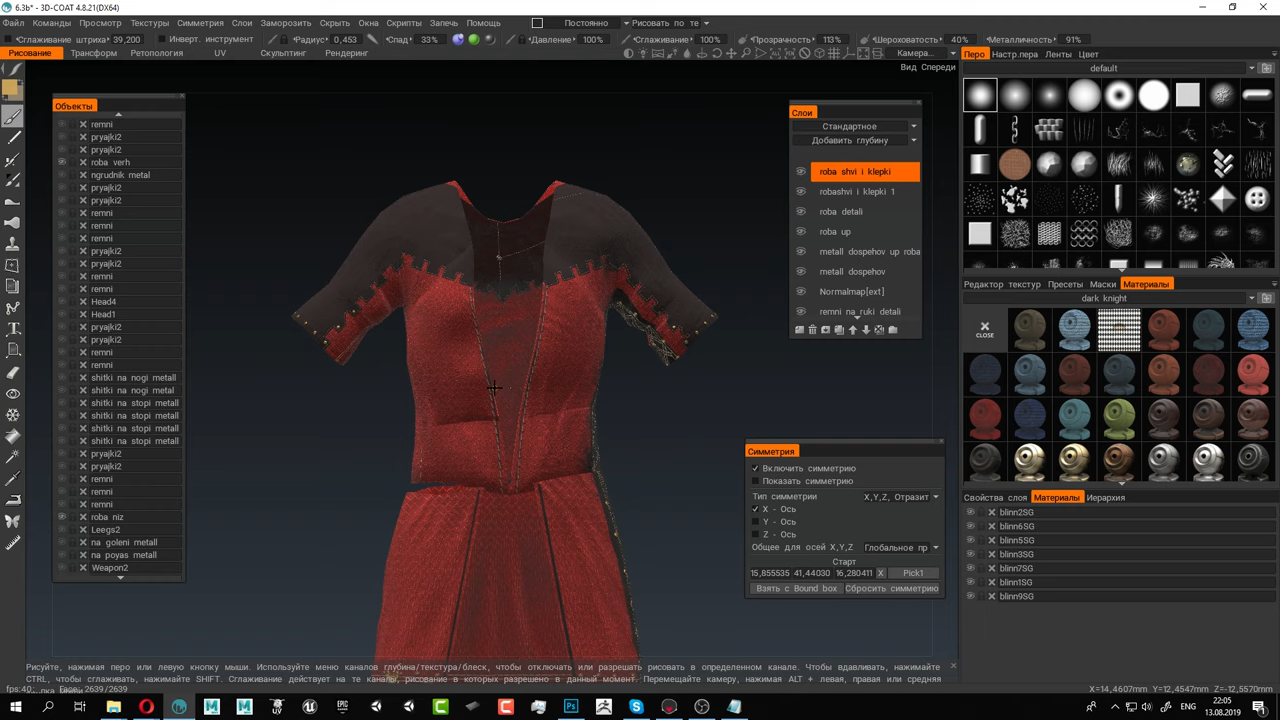 6.3b* - 3D-COAT 4.8.21(DX64)
Файл Команды Просмотр Текстуры Симметрия Слои Заморозить Скрыть Окна Скрипты Запечь Помощь Постоянно Рисовать по те
Сглаживание штриха 39,200 Инверт. инструмент Радиус 0,453 Спад 33% Давление 100% Сглаживание 100% Прозрачность 113% Шероховатость 40% Металличность 91%
Рисование Трансформ Ретопология UV Скульптинг Рендеринг Камера...
Вид Спереди
Объекты
remni
pryajki2
pryajki2
roba verh
ngrudnik metal
pryajki2
pryajki2
remni
remni
remni
pryajki2
pryajki2
remni
remni
Head4
Head1
pryajki2
pryajki2
remni
remni
shitki na nogi metall
shitki na nogi metal
shitki na stopi metall
shitki na stopi metall
shitki na stopi metall
shitki na stopi metall
pryajki2
pryajki2
remni
remni
remni
roba niz
Leegs2
na goleni metall
na poyas metall
Weapon2
Слои
Стандартное
Добавить глубину
roba shvi i klepki
robashvi i klepki 1
roba detali
roba up
metall dospehov up roba
metall dospehov
Normalmap[ext]
remni na_ruki detali
Симметрия
Включить симметрию
Показать симметрию
Тип симметрии X,Y,Z, Отразит
X - Ось
Y - Ось
Z - Ось
Общее для осей X,Y,Z Глобальное пр
Старт
15,855535 41,44030 16,280411 X Pick1
Взять с Bound box Сбросить симметрию
Перо Настр.пера Ленты Цвет
default
Редактор текстур Пресеты Маски Материалы
dark knight
CLOSE
Свойства слоя Материалы Иерархия
blinn2SG
blinn6SG
blinn5SG
blinn3SG
blinn7SG
blinn1SG
blinn9SG
Рисуйте, нажимая перо или левую кнопку мыши. Используйте меню каналов глубина/текстура/блеск, чтобы отключить или разрешать рисовать в определенном канале. Чтобы вдавливать, нажимайте
CTRL, чтобы сглаживать, нажимайте SHIFT. Сглаживание действует на те каналы, рисование в которых разрешено в данный момент. Перемещайте камеру, нажимая ALT + левая, правая или средняя
fps:40 2639/2639 X=14,4607mm Y=12,4547mm Z=-12,5570mm
22:05
ENG
13.08.2019